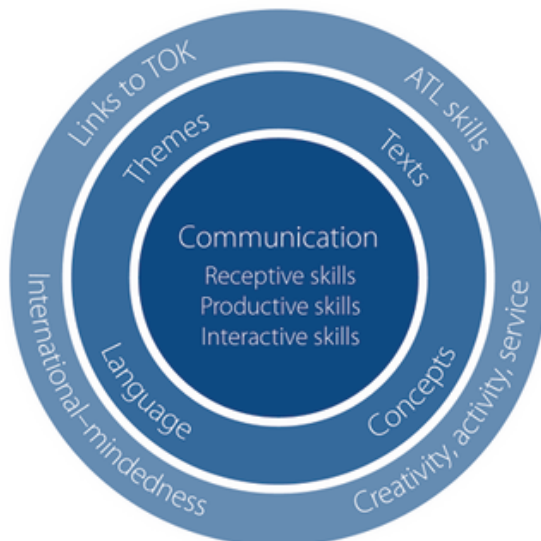 Links to TOK
ATL skills
Themes
Texts
Communication
Receptive skills
Productive skills
Interactive skills
Language
Concepts
International–mindedness
Creativity, activity, service